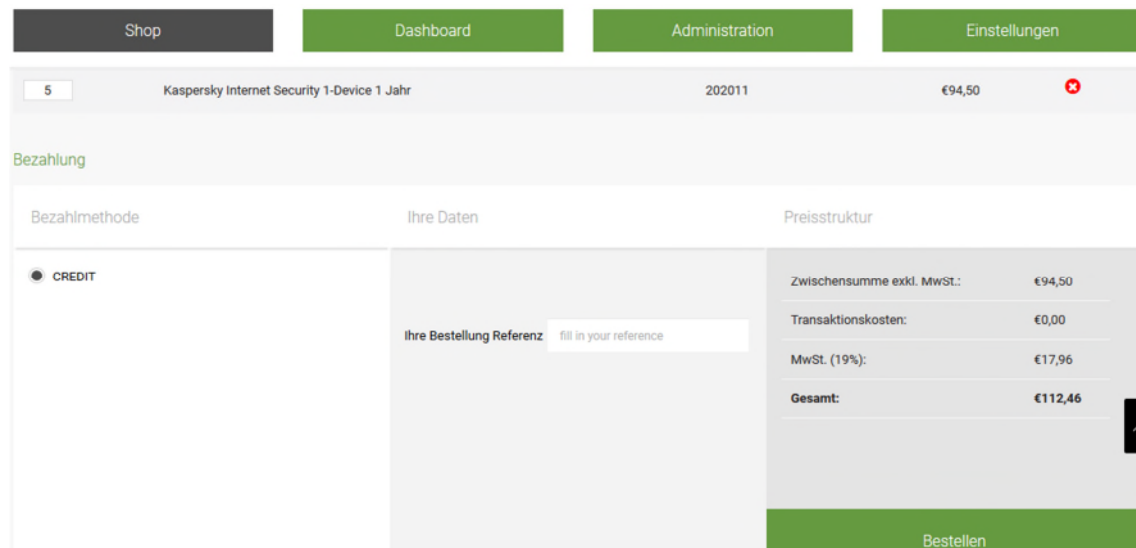 Shop Dashboard Administration Einstellungen
5 Kaspersky Internet Security 1-Device 1 Jahr 202011 €94,50
Bezahlung
Bezahlmethode Ihre Daten Preisstruktur
CREDIT
Ihre Bestellung Referenz fill in your reference
Zwischensumme exkl. MwSt.: €94,50
Transaktionskosten: €0,00
MwSt. (19%): €17,96
Gesamt: €112,46
Bestellen